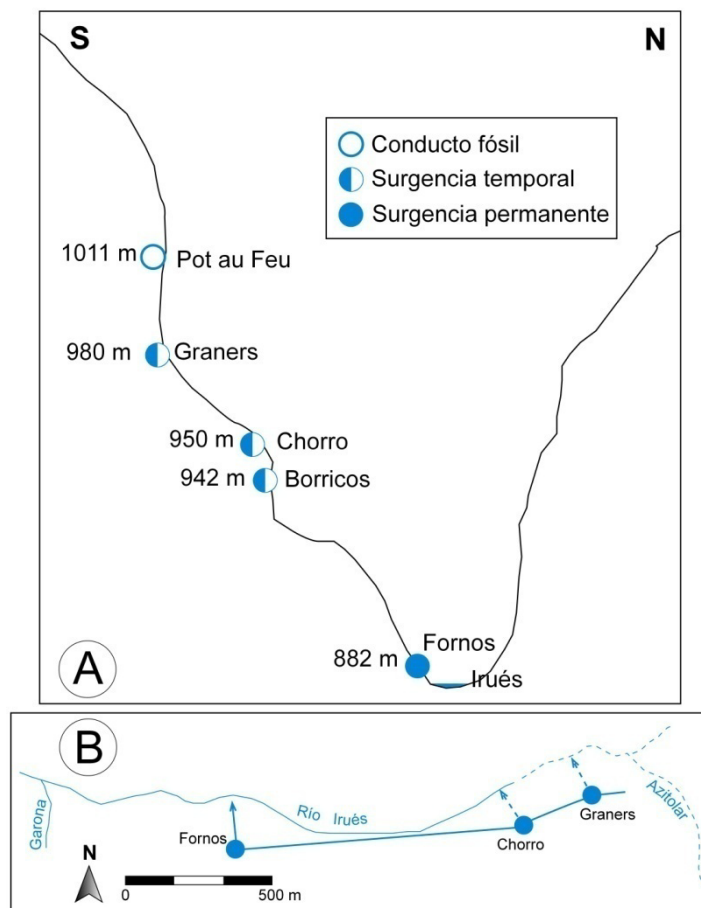 S
N
Conducto fósil
Surgencia temporal
Surgencia permanente
1011 m
Pot au Feu
980 m
Graners
950 m
Chorro
942 m
Borricos
Fornos
882 m
Irués
A
B
Garona
Río Irués
Azitolar
Graners
Fornos
Chorro
N
0
500 m